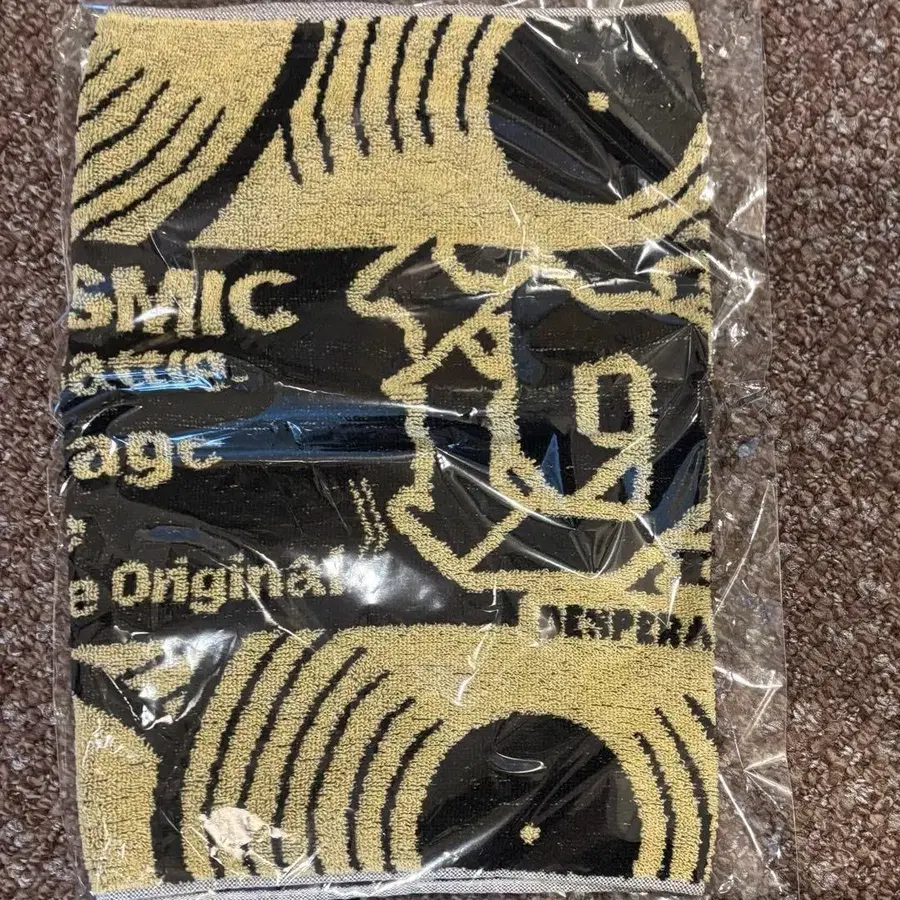 SMIC
age
e Original
DESPERA